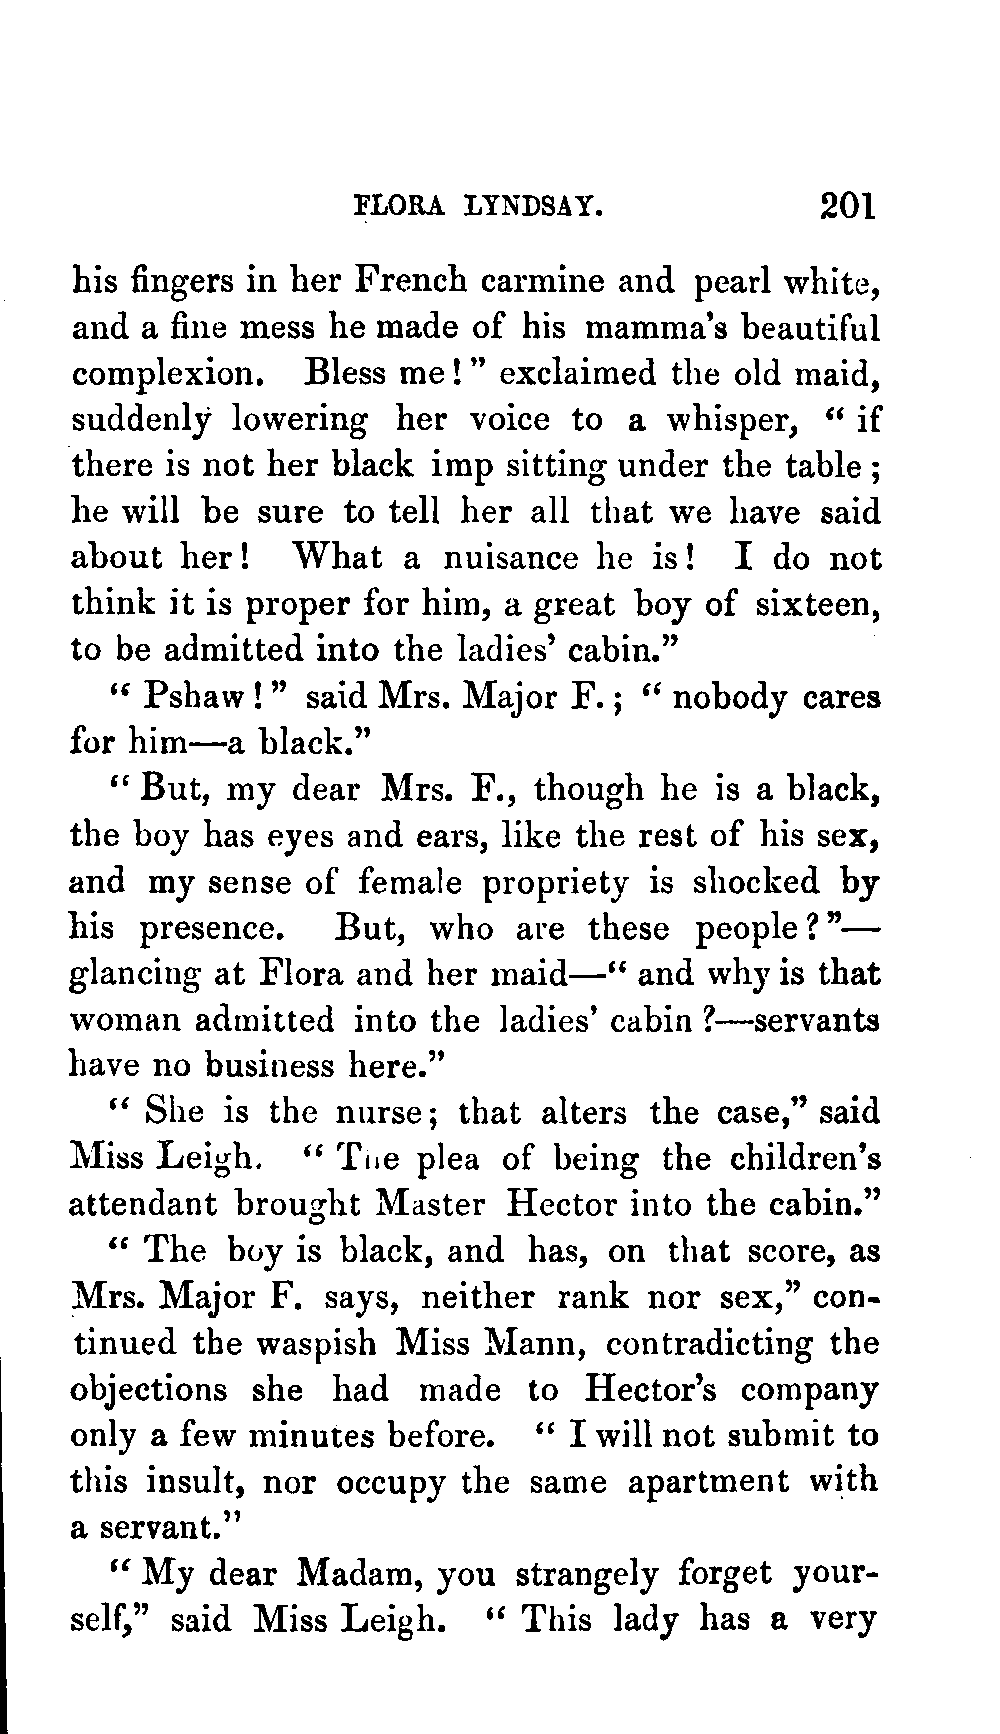 FLORA LYNDSAY. 201
his fingers in her French carmine and pearl white,
and a fine mess he made of his mamma's beautiful
complexion. Bless me!" exclaimed the old maid,
suddenly lowering her voice to a whisper, "if
there is not her black imp sitting under the table;
he will be sure to tell her all that we have said
about her! What a nuisance he is! I do not
think it is proper for him, a great boy of sixteen,
to be admitted into the ladies' cabin."
"Pshaw!" said Mrs. Major F.; "nobody cares
for him—a black."
"But, my dear Mrs. F., though he is a black,
the boy has eyes and ears, like the rest of his sex,
and my sense of female propriety is shocked by
his presence. But, who are these people?"—
glancing at Flora and her maid—"and why is that
woman admitted into the ladies' cabin?—servants
have no business here."
"She is the nurse; that alters the case," said
Miss Leigh. "The plea of being the children's
attendant brought Master Hector into the cabin."
"The boy is black, and has, on that score, as
Mrs. Major F. says, neither rank nor sex," con-
tinued the waspish Miss Mann, contradicting the
objections she had made to Hector's company
only a few minutes before. "I will not submit to
this insult, nor occupy the same apartment with
a servant."
"My dear Madam, you strangely forget your-
self," said Miss Leigh. "This lady has a very